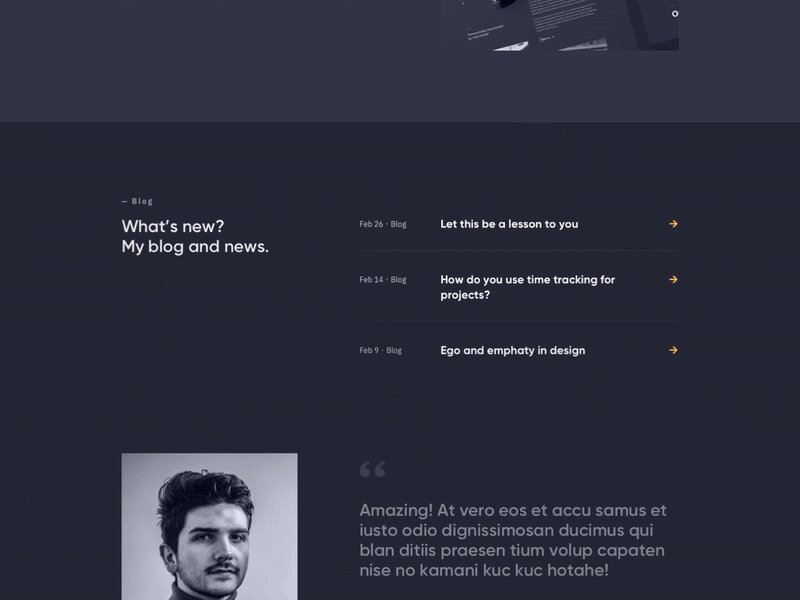 — Blog
What's new?
My blog and news.
Feb 26 · Blog
Let this be a lesson to you
→
Feb 14 · Blog
How do you use time tracking for
projects?
→
Feb 9 · Blog
Ego and emphaty in design
→
“
Amazing! At vero eos et accu samus et
iusto odio dignissimosan ducimus qui
blan ditiis praesen tium volup capaten
nise no kamani kuc kuc hotahe!